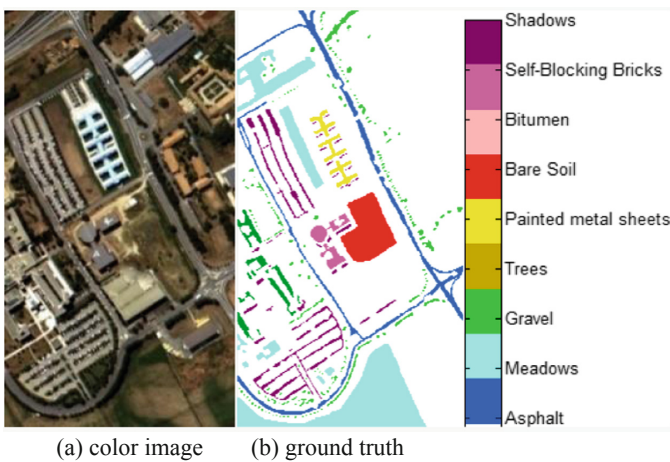 Shadows
Self-Blocking Bricks
Bitumen
Bare Soil
Painted metal sheets
Trees
Gravel
Meadows
Asphalt
(a) color image (b) ground truth